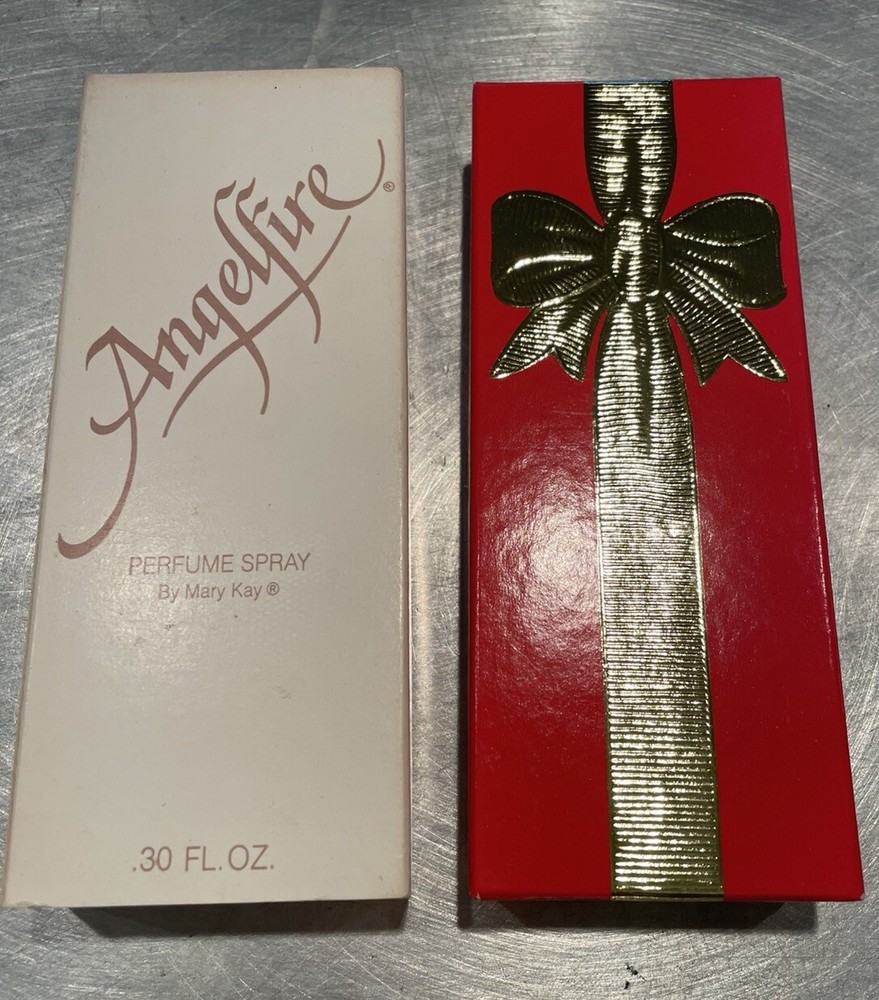 Angelfire®
PERFUME SPRAY
By Mary Kay ®
.30 FL. OZ.